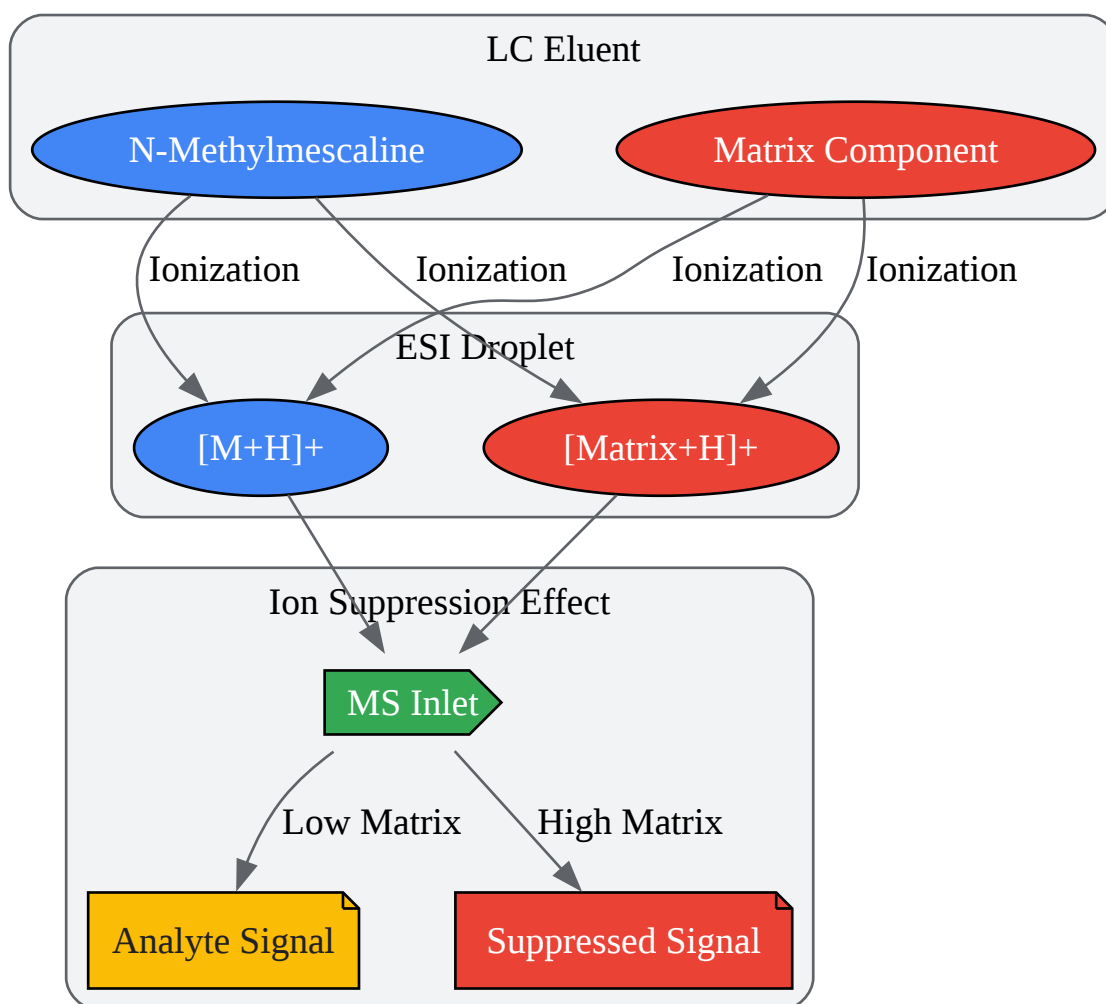 LC Eluent
N-Methylmescaline
Matrix Component
Ionization
Ionization
Ionization
Ionization
ESI Droplet
[M+H]+
[Matrix+H]+
Ion Suppression Effect
MS Inlet
Low Matrix
High Matrix
Analyte Signal
Suppressed Signal